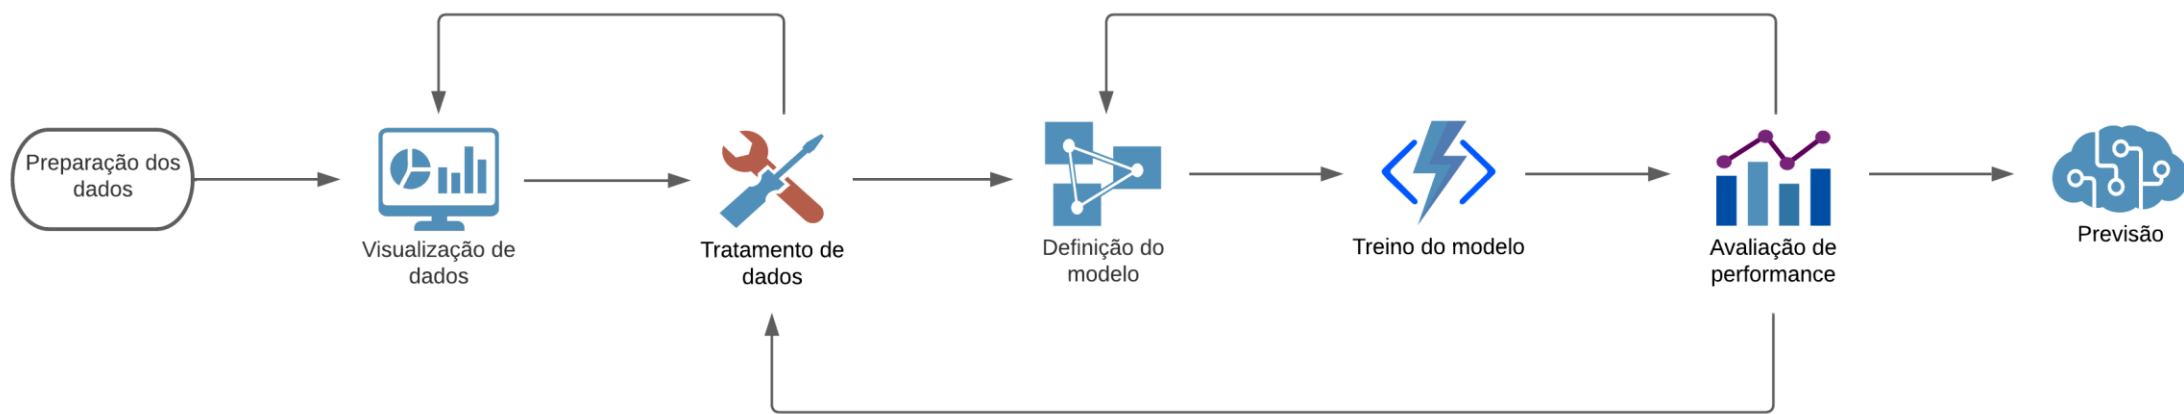 Preparação dos
dados
Visualização de
dados
Tratamento de
dados
Definição do
modelo
Treino do modelo
Avaliação de
performance
Previsão